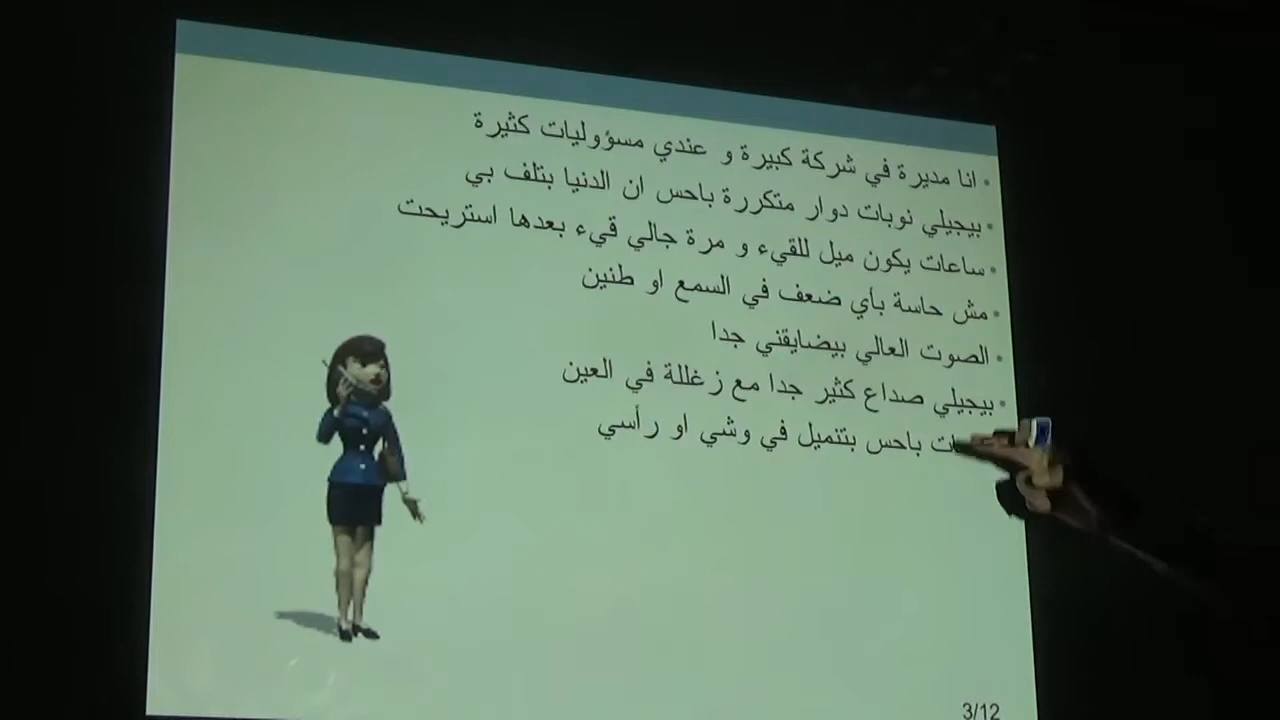 • انا مديرة في شركة كبيرة و عندي مسؤوليات كثيرة
• بيجيلي نوبات دوار متكررة باحس ان الدنيا بتلف بي
• ساعات يكون ميل للقيء و مرة جالي قيء بعدها استريحت
• مش حاسة بأي ضعف في السمع او طنين
• الصوت العالي بيضايقني جدا
• بيجيلي صداع كثير جدا مع زغللة في العين
باحس بتنميل في وشي او رأسي
3/12